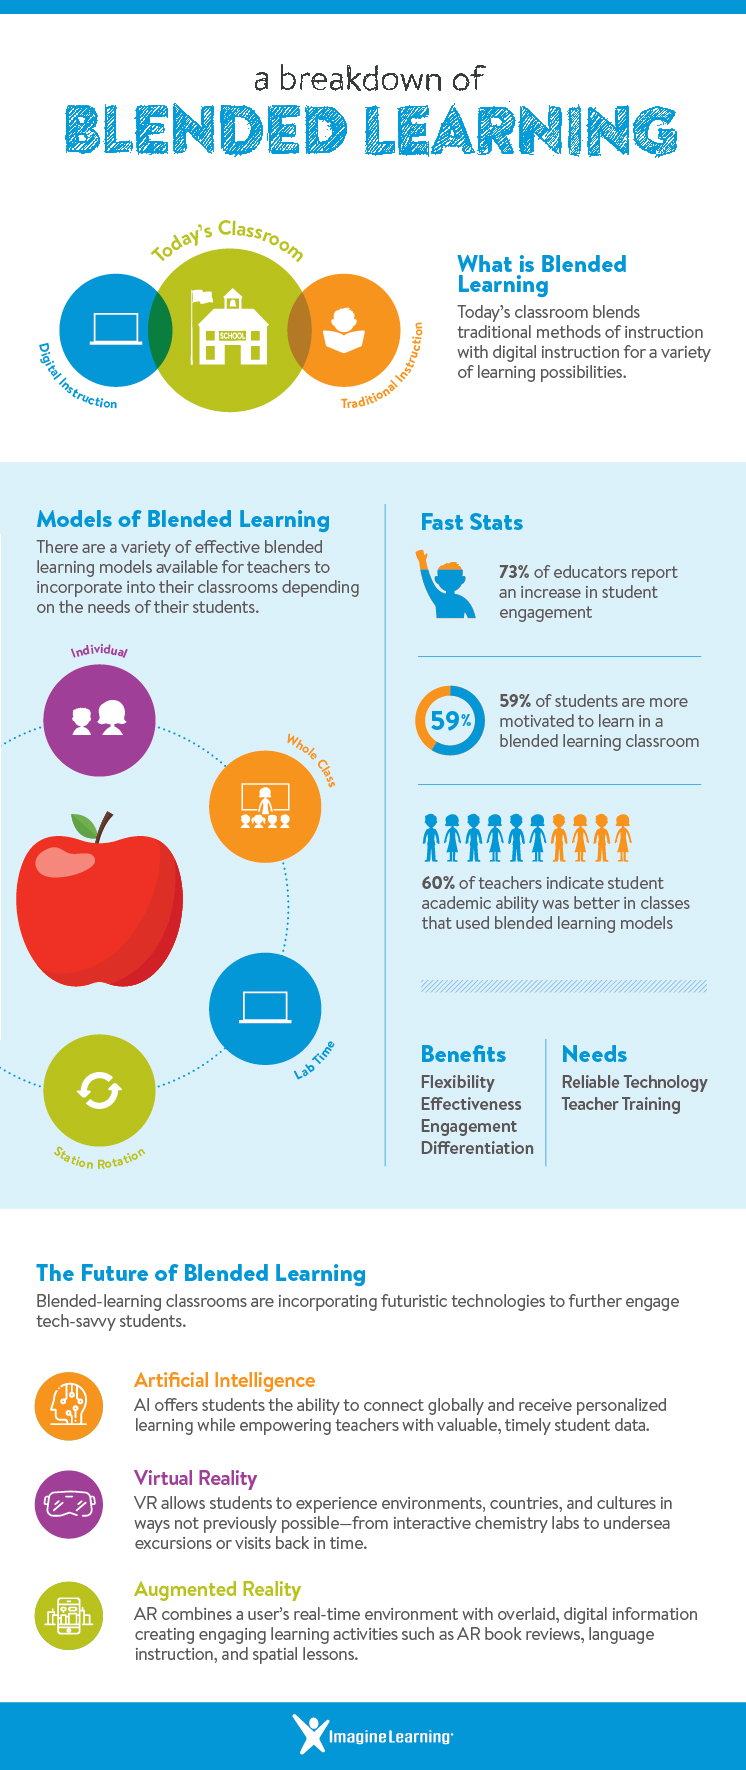 a breakdown of
BLENDED LEARNING
Today's Classroom
SCHOOL
Digital Instruction
Traditional Instruction
What is Blended
Learning
Today's classroom blends
traditional methods of instruction
with digital instruction for a variety
of learning possibilities.
Models of Blended Learning
There are a variety of effective blended
learning models available for teachers to
incorporate into their classrooms depending
on the needs of their students.
Individual
Whole Class
Lab Time
Station Rotation
Fast Stats
73% of educators report
an increase in student
engagement
59%
59% of students are more
motivated to learn in a
blended learning classroom
60% of teachers indicate student
academic ability was better in classes
that used blended learning models
Benefits
Flexibility
Effectiveness
Engagement
Differentiation
Needs
Reliable Technology
Teacher Training
The Future of Blended Learning
Blended-learning classrooms are incorporating futuristic technologies to further engage
tech-savvy students.
Artificial Intelligence
AI offers students the ability to connect globally and receive personalized
learning while empowering teachers with valuable, timely student data.
Virtual Reality
VR allows students to experience environments, countries, and cultures in
ways not previously possible—from interactive chemistry labs to undersea
excursions or visits back in time.
Augmented Reality
AR combines a user's real-time environment with overlaid, digital information
creating engaging learning activities such as AR book reviews, language
instruction, and spatial lessons.
ImagineLearning